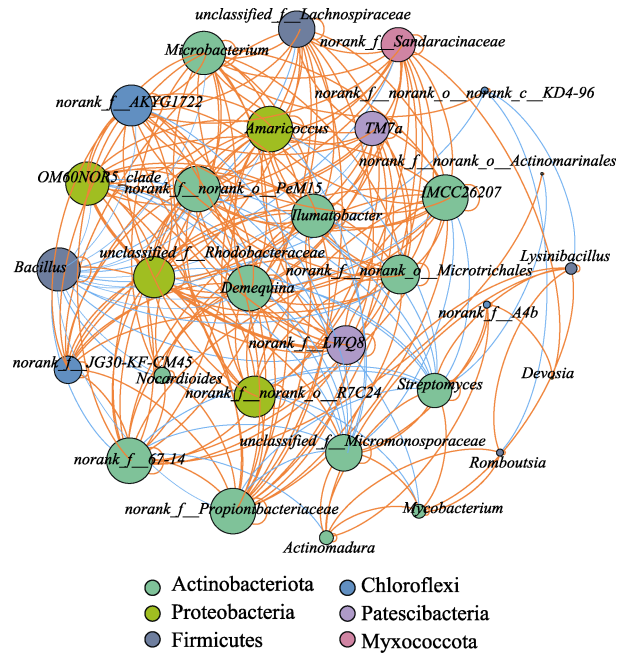 unclassified_f__Lachnospiraceae
norank_f__Sandaracinaceae
Microbacterium
norank_f__norank_o__norank_c__KD4-96
norank_f__AKYG1722
Amaricoccus
TM7a
norank_f__norank_o__Actinomarinales
OM60NOR5_clade
norank_f__norank_o__PeM15
IMCC26207
Ilumatobacter
unclassified_f__Rhodobacteraceae
Lysinibacillus
Bacillus
norank_f__norank_o__Microtrichales
Demequina
norank_f__A4b
norank_f__LWQ8
norank_f__JG30-KF-CM45
Nocardioides
Devosia
Streptomyces
norank_f__norank_o__R7C24
unclassified_f__Micromonosporaceae
norank_f__67-14
Romboutsia
norank_f__Propionibacteriaceae
Mycobacterium
Actinomadura
Actinobacteriota
Chloroflexi
Proteobacteria
Patescibacteria
Firmicutes
Myxococcota